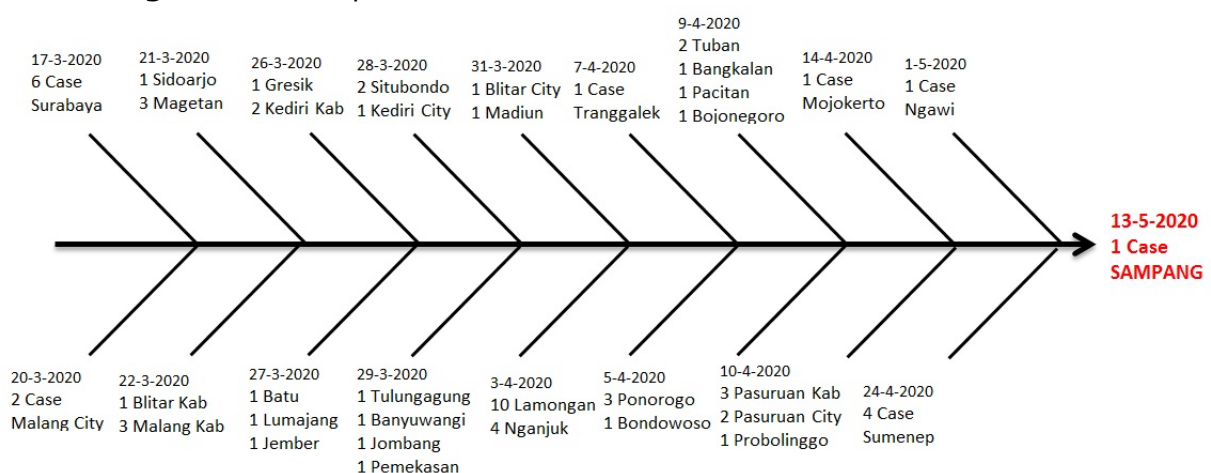 17-3-2020
6 Case
Surabaya
21-3-2020
1 Sidoarjo
3 Magetan
26-3-2020
1 Gresik
2 Kediri Kab
28-3-2020
2 Situbondo
1 Kediri City
31-3-2020
1 Blitar City
1 Madiun
7-4-2020
1 Case
Tranggalek
9-4-2020
2 Tuban
1 Bangkalan
1 Pacitan
1 Bojonegoro
14-4-2020
1 Case
Mojokerto
1-5-2020
1 Case
Ngawi
13-5-2020
1 Case
SAMPANG
20-3-2020
2 Case
Malang City
22-3-2020
1 Blitar Kab
3 Malang Kab
27-3-2020
1 Batu
1 Lumajang
1 Jember
29-3-2020
1 Tulungagung
1 Banyuwangi
1 Jombang
1 Pemekasan
3-4-2020
10 Lamongan
4 Nganjuk
5-4-2020
3 Ponorogo
1 Bondowoso
10-4-2020
3 Pasuruan Kab
2 Pasuruan City
1 Probolinggo
24-4-2020
4 Case
Sumenep